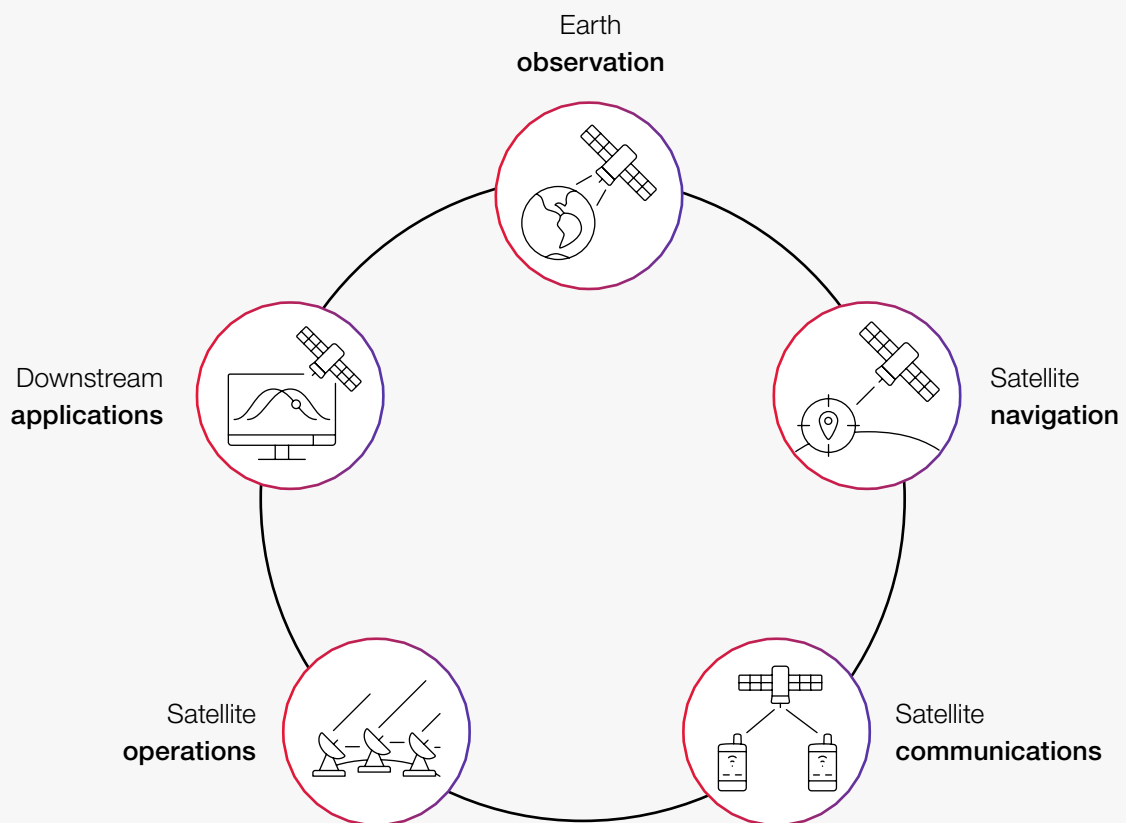 Earth
observation
Downstream
applications
Satellite
navigation
Satellite
operations
Satellite
communications